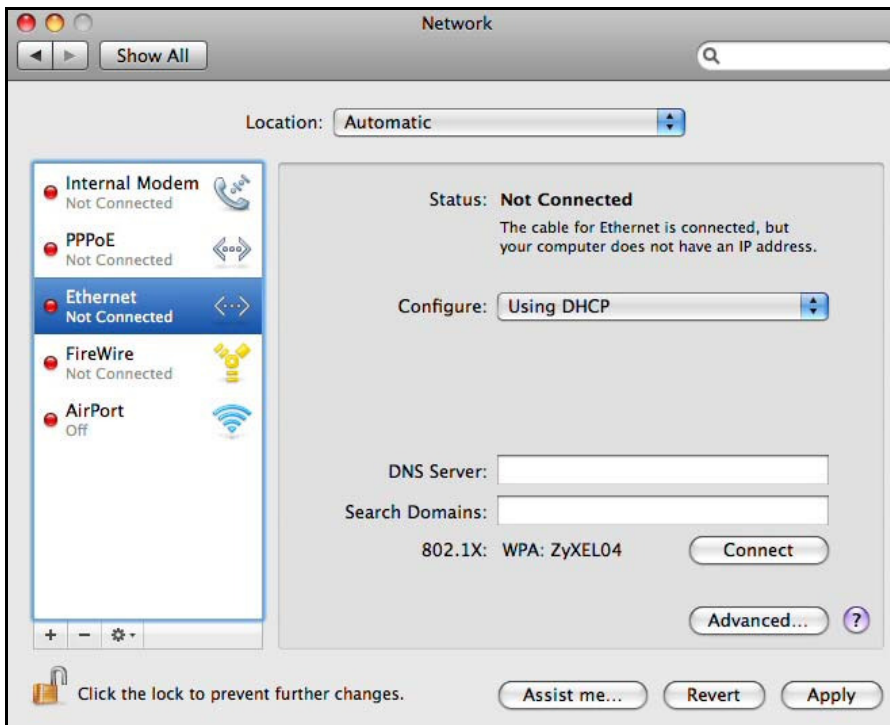 Network
Show All
Location: Automatic
Internal Modem
Not Connected
PPPoE
Not Connected
Ethernet
Not Connected
FireWire
Not Connected
AirPort
Off
Status: Not Connected
The cable for Ethernet is connected, but
your computer does not have an IP address.
Configure: Using DHCP
DNS Server:
Search Domains:
802.1X: WPA: ZyXEL04 Connect
Advanced... ?
+ −
Click the lock to prevent further changes.
Assist me... Revert Apply